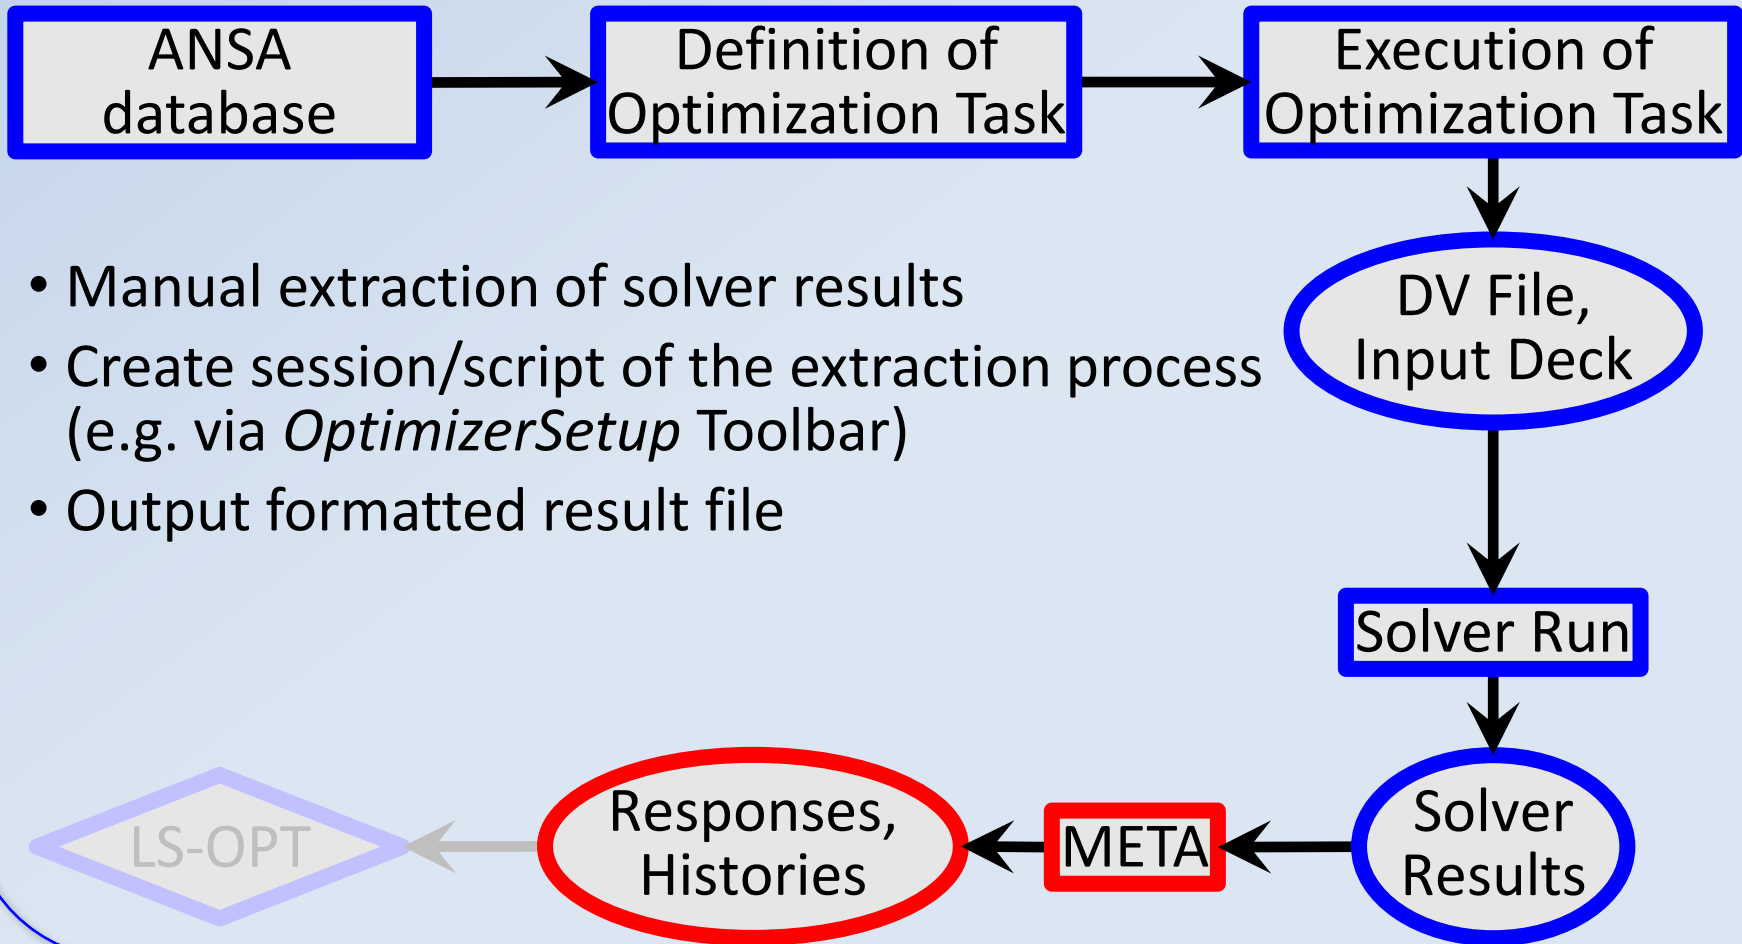 ANSA
database
Definition of
Optimization Task
Execution of
Optimization Task
• Manual extraction of solver results
• Create session/script of the extraction process
(e.g. via OptimizerSetup Toolbar)
• Output formatted result file
DV File,
Input Deck
Solver Run
Solver
Results
META
Responses,
Histories
LS-OPT